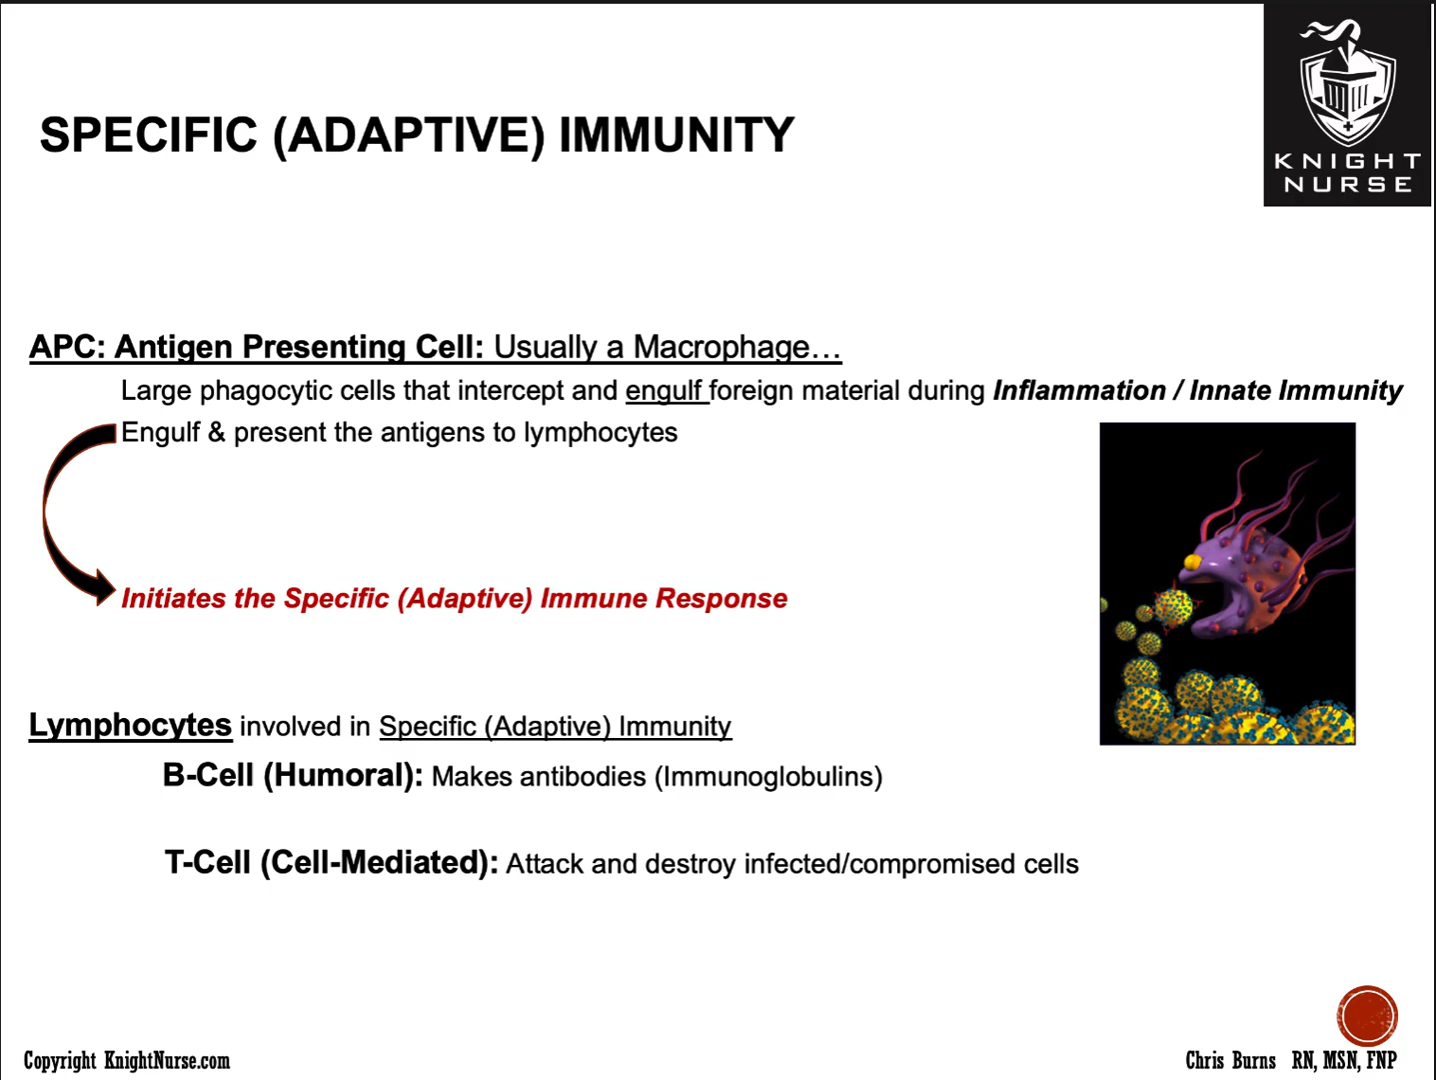 KNIGHT
NURSE
SPECIFIC (ADAPTIVE) IMMUNITY
APC: Antigen Presenting Cell: Usually a Macrophage…
Large phagocytic cells that intercept and engulf foreign material during Inflammation / Innate Immunity
Engulf & present the antigens to lymphocytes
Initiates the Specific (Adaptive) Immune Response
Lymphocytes involved in Specific (Adaptive) Immunity
B-Cell (Humoral): Makes antibodies (Immunoglobulins)
T-Cell (Cell-Mediated): Attack and destroy infected/compromised cells
Copyright KnightNurse.com
Chris Burns RN, MSN, FNP